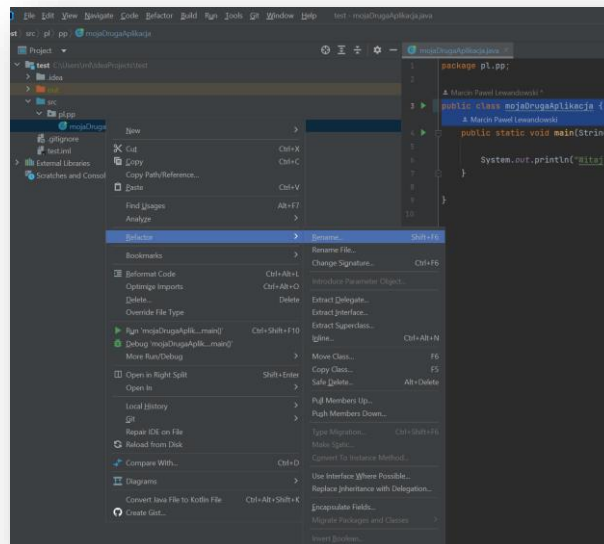 File Edit View Navigate Code Refactor Build Run Tools Git Window Help test - mojaDrugaAplikacja.java
src pl pp mojaDrugaAplikacja
Project
mojaDrugaAplikacja.java
test C:\Users\ml\IdeaProjects\test
.idea
out
src
pl.pp
mojaDruga
.gitignore
test.iml
External Libraries
Scratches and Consol
New
Cut Ctrl+X
Copy Ctrl+C
Copy Path/Reference...
Paste Ctrl+V
Find Usages Alt+F7
Analyze
Refactor
Bookmarks
Reformat Code Ctrl+Alt+L
Optimize Imports Ctrl+Alt+O
Delete... Delete
Override File Type
Run 'mojaDrugaAplik....main()' Ctrl+Shift+F10
Debug 'mojaDrugaAplik....main()'
More Run/Debug
Open in Right Split Shift+Enter
Open In
Local History
Git
Repair IDE on File
Reload from Disk
Compare With... Ctrl+D
Diagrams
Convert Java File to Kotlin File Ctrl+Alt+Shift+K
Create Gist...
Rename... Shift+F6
Rename File...
Change Signature... Ctrl+F6
Introduce Parameter Object...
Extract Delegate...
Extract Interface...
Extract Superclass...
Inline... Ctrl+Alt+N
Move Class... F6
Copy Class... F5
Safe Delete... Alt+Delete
Pull Members Up...
Push Members Down...
Type Migration... Ctrl+Shift+F6
Make Static...
Convert To Instance Method...
Use Interface Where Possible...
Replace Inheritance with Delegation...
Encapsulate Fields...
Migrate Packages and Classes
Invert Boolean...
1 package pl.pp;
2
Marcin Paweł Lewandowski *
3 public class mojaDrugaAplikacja {
Marcin Paweł Lewandowski
4 public static void main(Strin
5
6 System.out.println("Witaj
7 }
8
9 }
10